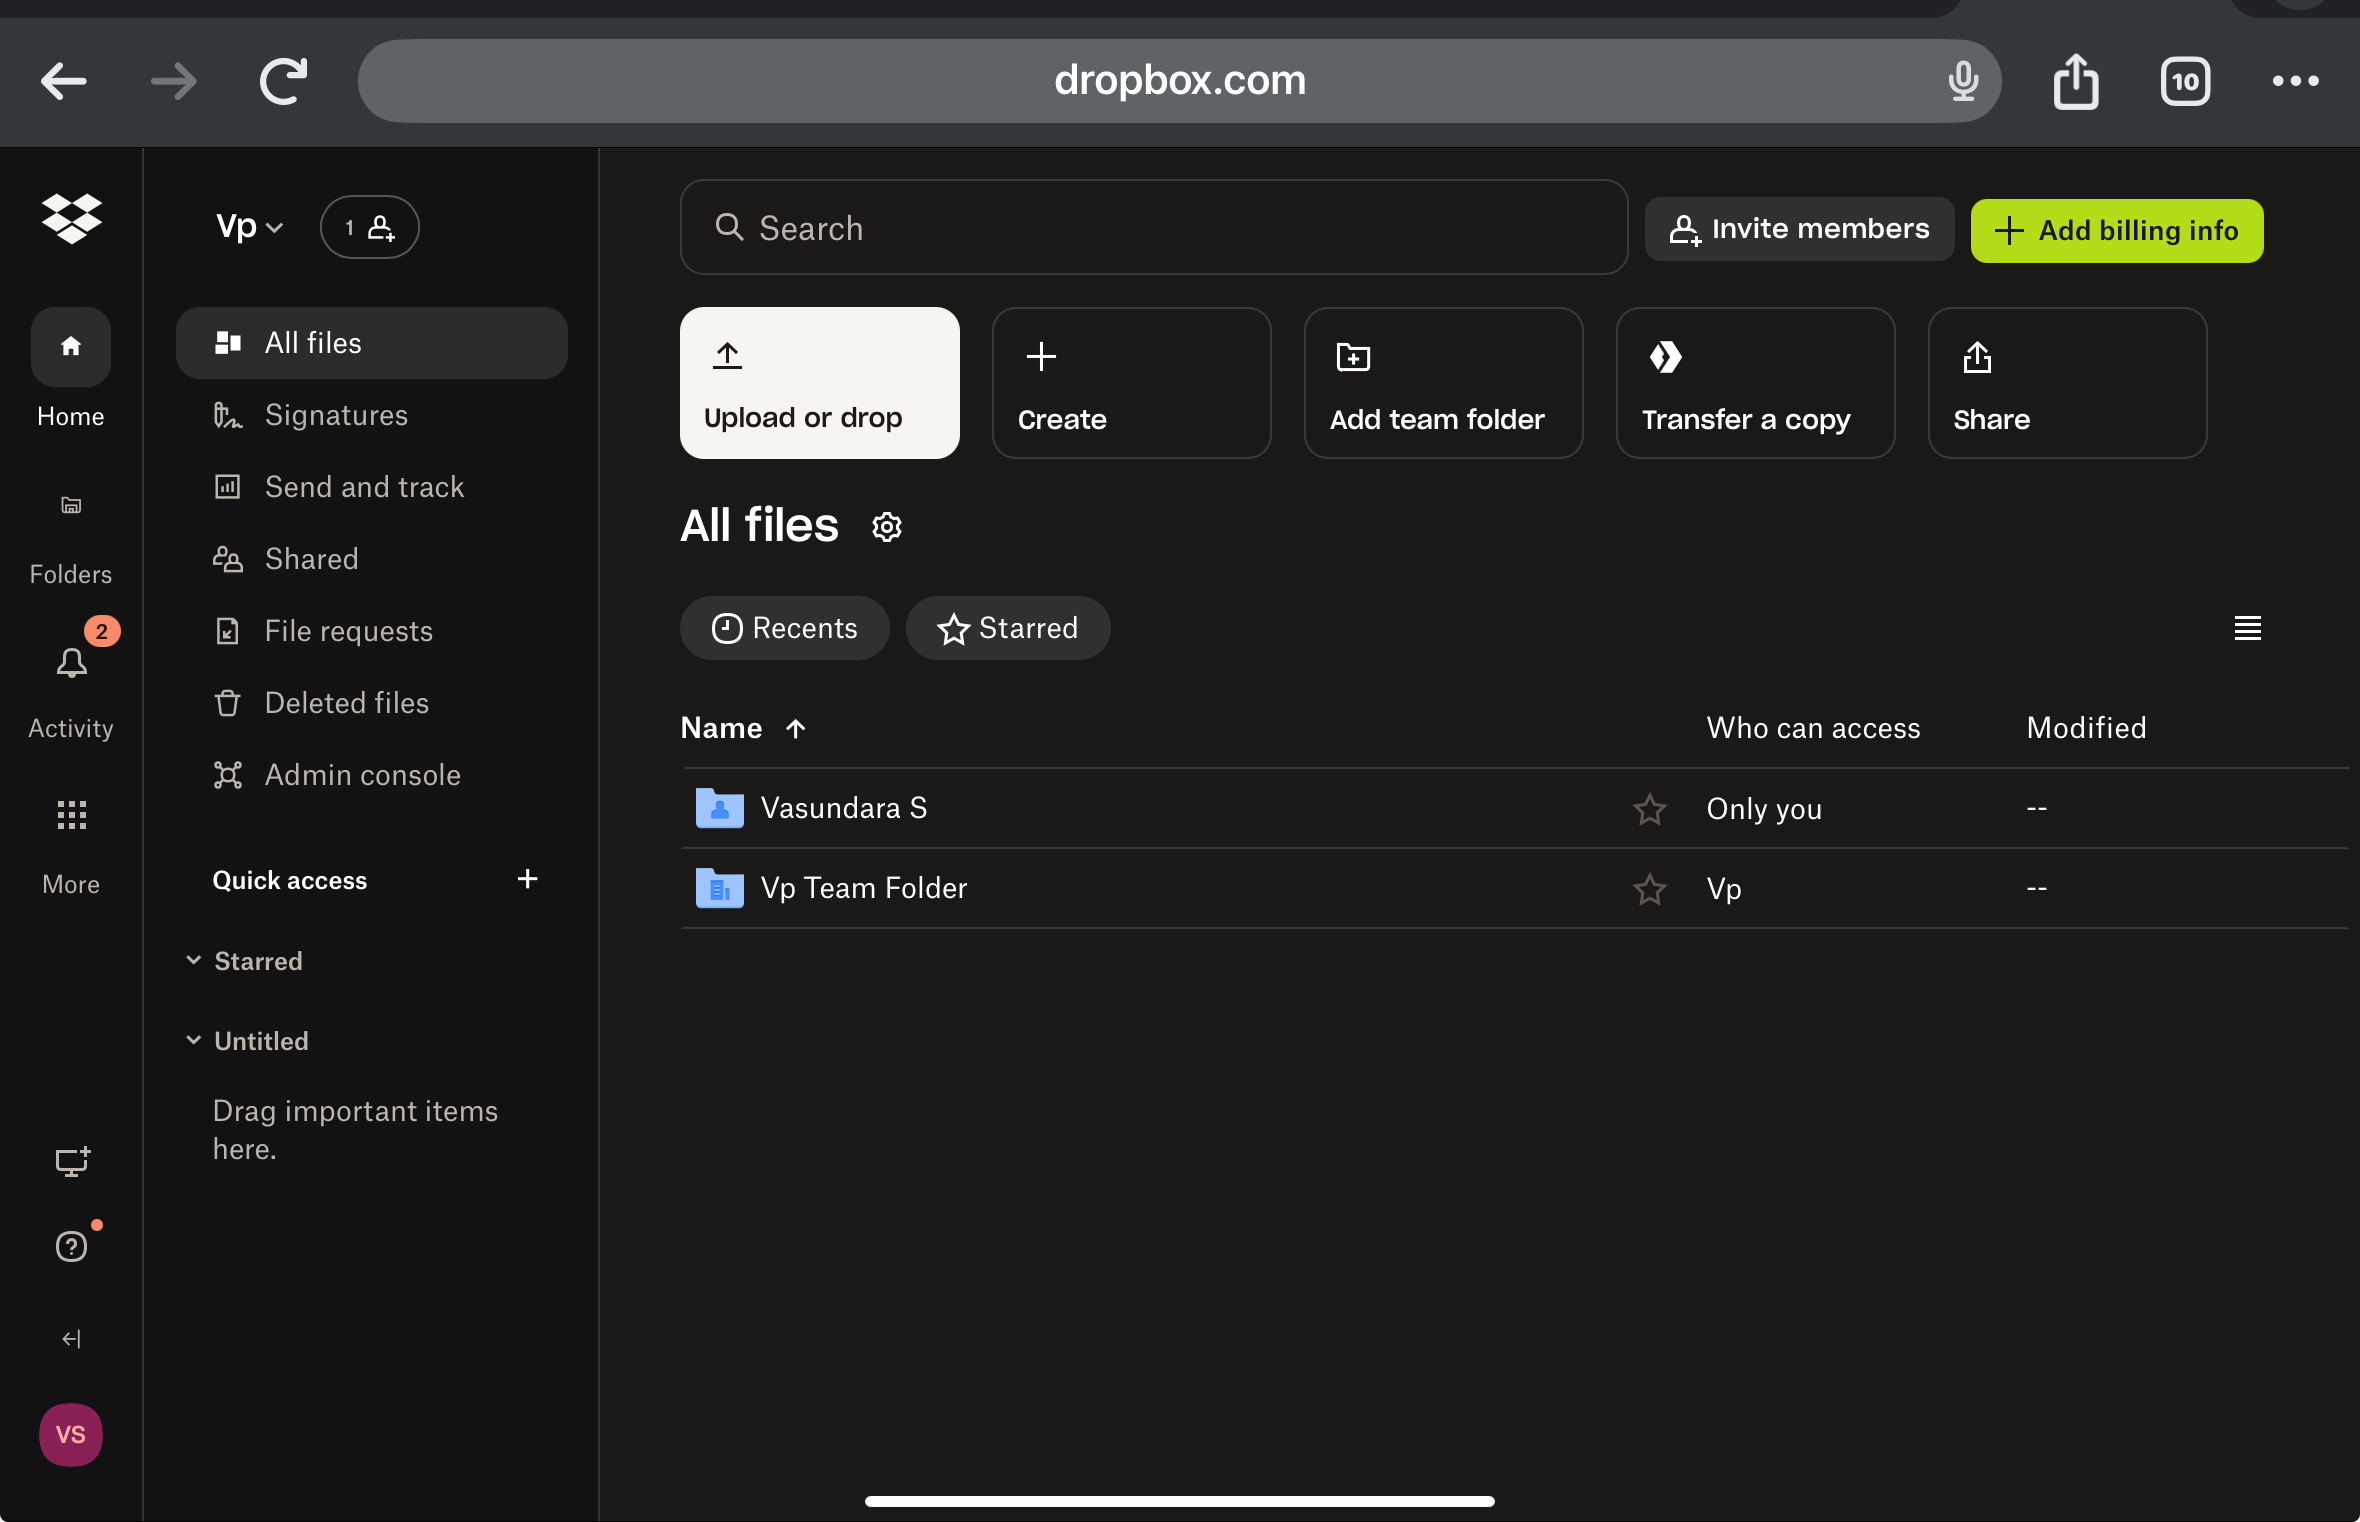 dropbox.com
10
Vp
1
Search
Invite members
Add billing info
Home
Folders
2
Activity
More
VS
All files
Signatures
Send and track
Shared
File requests
Deleted files
Admin console
Quick access
Starred
Untitled
Drag important items
here.
Upload or drop
Create
Add team folder
Transfer a copy
Share
All files
Recents
Starred
Name
Who can access
Modified
Vasundara S
Only you
--
Vp Team Folder
Vp
--